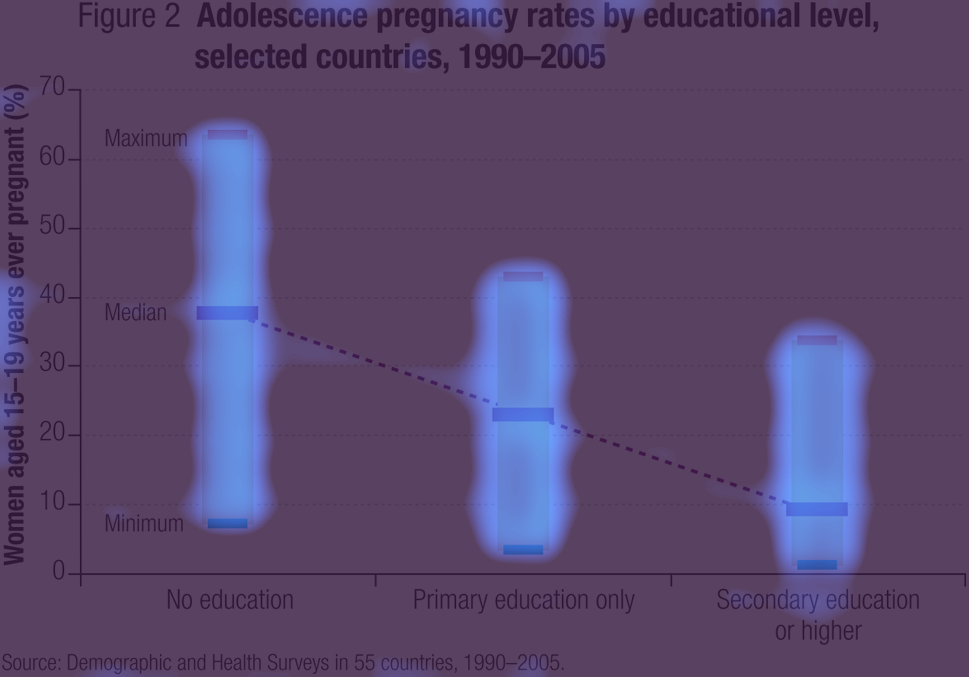 Figure 2 Adolescence pregnancy rates by educational level,
selected countries, 1990–2005
Women aged 15–19 years ever pregnant (%)
70
Maximum
60
50
40
Median
30
20
10
Minimum
0
No education
Primary education only
Secondary education
or higher
Source: Demographic and Health Surveys in 55 countries, 1990–2005.